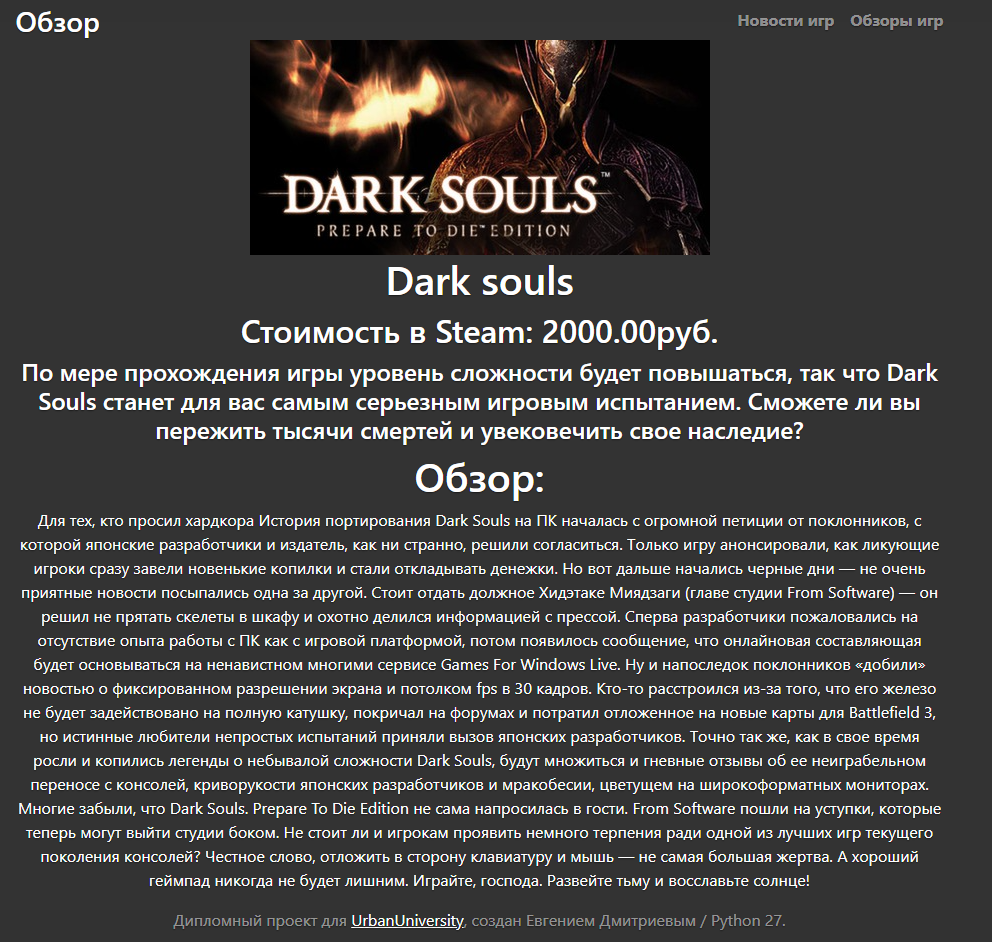 Обзор
Новости игр Обзоры игр
DARK SOULS™
PREPARE TO DIE™ EDITION
Dark souls
Стоимость в Steam: 2000.00руб.
По мере прохождения игры уровень сложности будет повышаться, так что Dark
Souls станет для вас самым серьезным игровым испытанием. Сможете ли вы
пережить тысячи смертей и увековечить свое наследие?
Обзор:
Для тех, кто просил хардкора История портирования Dark Souls на ПК началась с огромной петиции от поклонников, с
которой японские разработчики и издатель, как ни странно, решили согласиться. Только игру анонсировали, как ликующие
игроки сразу завели новенькие копилки и стали откладывать денежки. Но вот дальше начались черные дни — не очень
приятные новости посыпались одна за другой. Стоит отдать должное Хидэтаке Миядзаги (главе студии From Software) — он
решил не прятать скелеты в шкафу и охотно делился информацией с прессой. Сперва разработчики пожаловались на
отсутствие опыта работы с ПК как с игровой платформой, потом появилось сообщение, что онлайновая составляющая
будет основываться на ненавистном многими сервисе Games For Windows Live. Ну и напоследок поклонников «добили»
новостью о фиксированном разрешении экрана и потолком fps в 30 кадров. Кто-то расстроился из-за того, что его железо
не будет задействовано на полную катушку, покричал на форумах и потратил отложенное на новые карты для Battlefield 3,
но истинные любители непростых испытаний приняли вызов японских разработчиков. Точно так же, как в свое время
росли и копились легенды о небывалой сложности Dark Souls, будут множиться и гневные отзывы об ее неиграбельном
переносе с консолей, криворукости японских разработчиков и мракобесии, цветущем на широкоформатных мониторах.
Многие забыли, что Dark Souls. Prepare To Die Edition не сама напросилась в гости. From Software пошли на уступки, которые
теперь могут выйти студии боком. Не стоит ли и игрокам проявить немного терпения ради одной из лучших игр текущего
поколения консолей? Честное слово, отложить в сторону клавиатуру и мышь — не самая большая жертва. А хороший
геймпад никогда не будет лишним. Играйте, господа. Развейте тьму и восславьте солнце!
Дипломный проект для UrbanUniversity, создан Евгением Дмитриевым / Python 27.